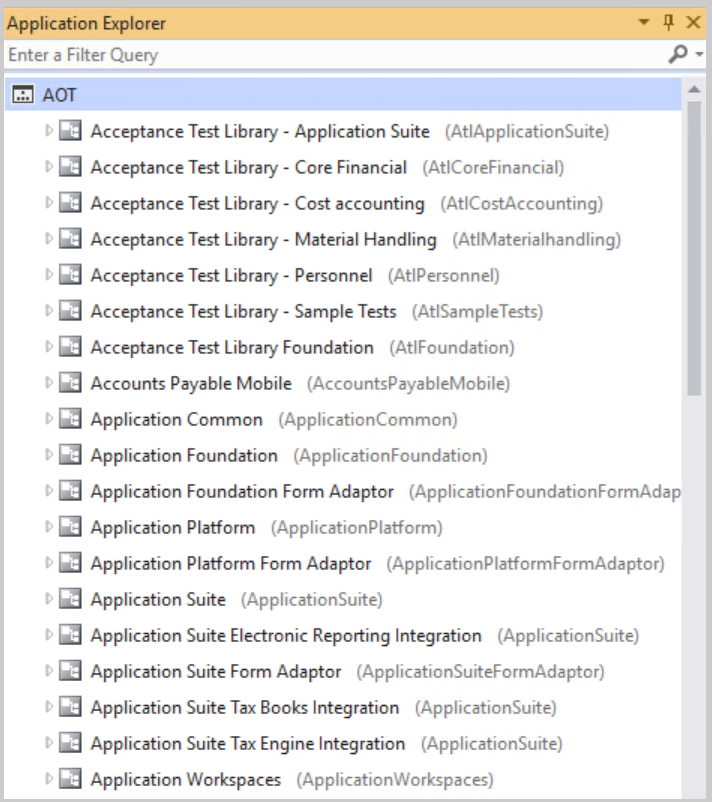 Application Explorer
Enter a Filter Query
AOT
Acceptance Test Library - Application Suite (AtlApplicationSuite)
Acceptance Test Library - Core Financial (AtlCoreFinancial)
Acceptance Test Library - Cost accounting (AtlCostAccounting)
Acceptance Test Library - Material Handling (AtlMaterialhandling)
Acceptance Test Library - Personnel (AtlPersonnel)
Acceptance Test Library - Sample Tests (AtlSampleTests)
Acceptance Test Library Foundation (AtlFoundation)
Accounts Payable Mobile (AccountsPayableMobile)
Application Common (ApplicationCommon)
Application Foundation (ApplicationFoundation)
Application Foundation Form Adaptor (ApplicationFoundationFormAdap
Application Platform (ApplicationPlatform)
Application Platform Form Adaptor (ApplicationPlatformFormAdaptor)
Application Suite (ApplicationSuite)
Application Suite Electronic Reporting Integration (ApplicationSuite)
Application Suite Form Adaptor (ApplicationSuiteFormAdaptor)
Application Suite Tax Books Integration (ApplicationSuite)
Application Suite Tax Engine Integration (ApplicationSuite)
Application Workspaces (ApplicationWorkspaces)